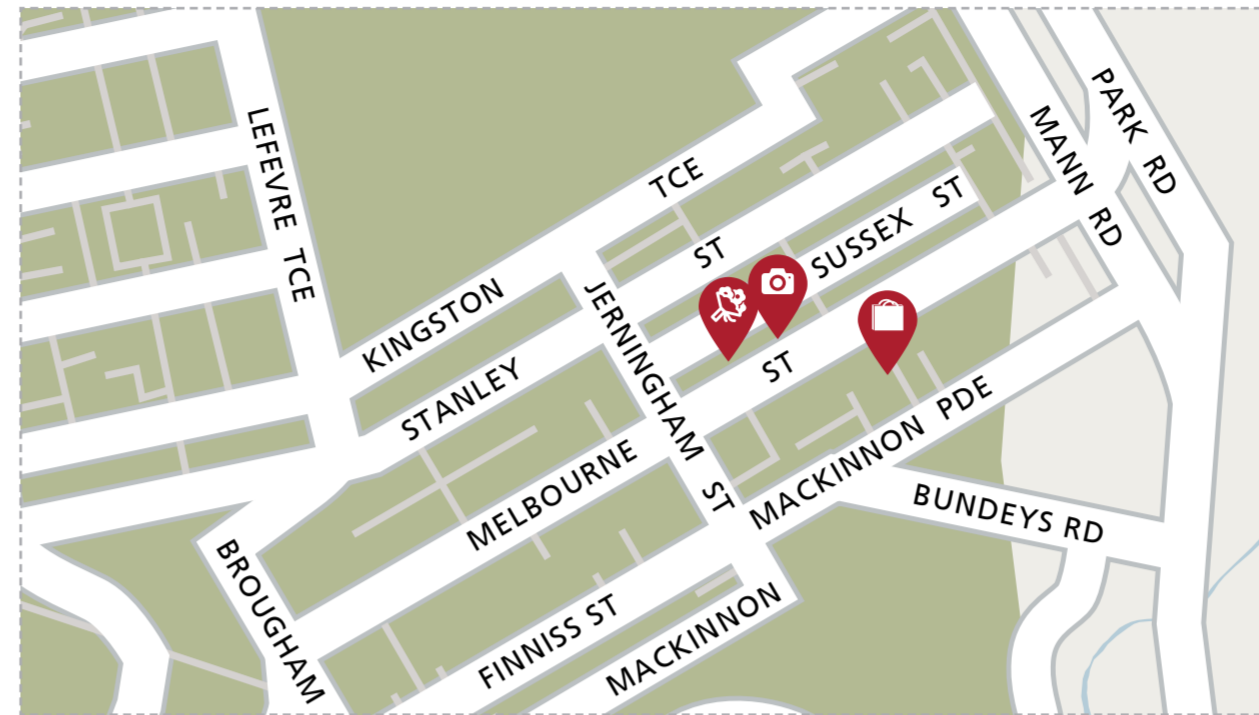 PARK RD
MANN RD
LEFEVRE TCE
KINGSTON TCE
SUSSEX ST
STANLEY ST
JERNINGHAM ST
MELBOURNE ST
MACKINNON PDE
BUNDEYS RD
BROUGHAM
FINNISS ST
MACKINNON